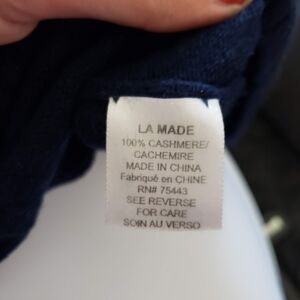 LA MADE
100% CASHMERE/
CACHEMIRE
MADE IN CHINA
Fabriqué en CHINE
RN# 75443
SEE REVERSE
FOR CARE
SOIN AU VERSO